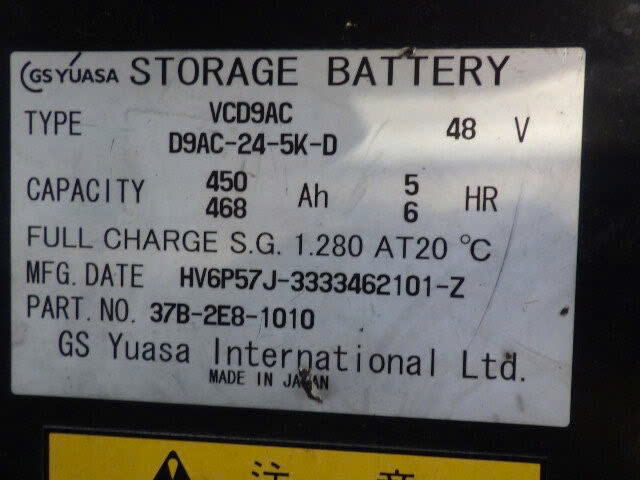 GS YUASA STORAGE BATTERY
TYPE VCD9AC 48 V
D9AC-24-5K-D
CAPACITY 450 Ah 5 HR
468 6
FULL CHARGE S.G. 1.280 AT20 ℃
MFG. DATE HV6P57J-3333462101-Z
PART. NO. 37B-2E8-1010
GS Yuasa International Ltd.
MADE IN JAPAN
注 意